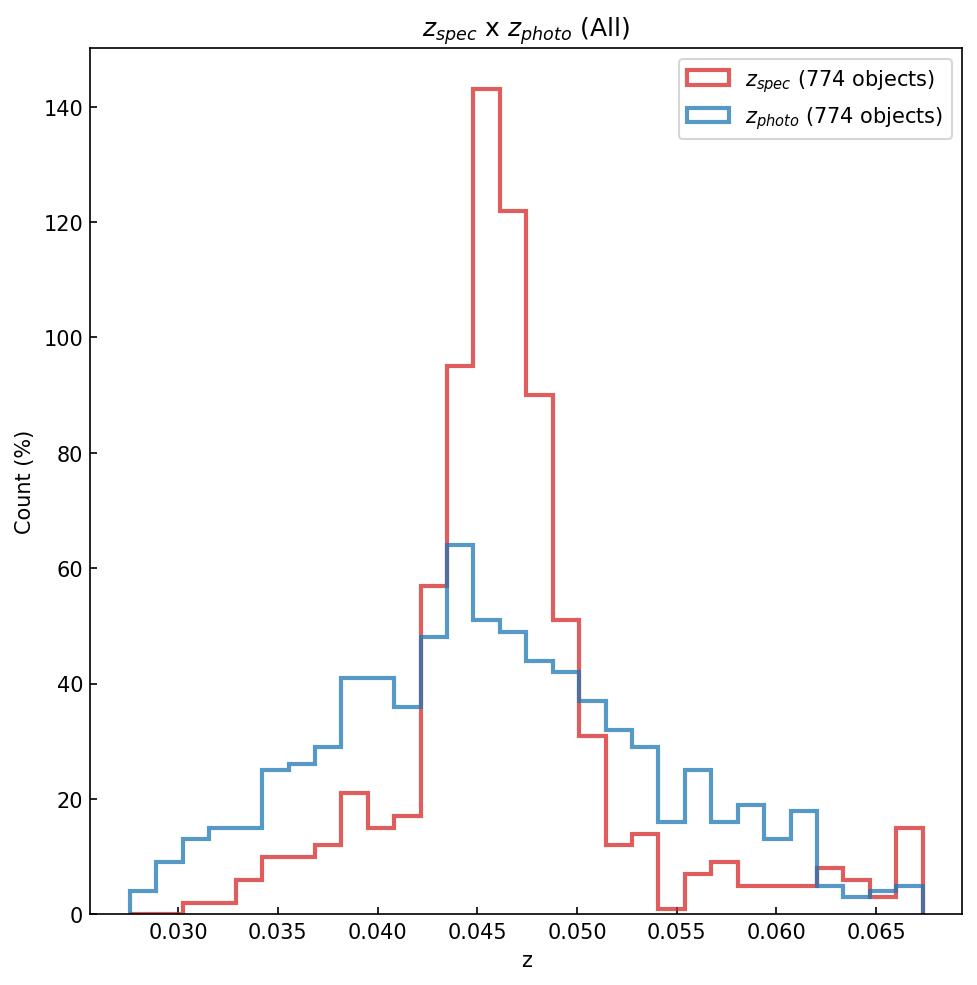 z_spec x z_photo (All)
z_spec (774 objects)
z_photo (774 objects)
Count (%)
140
120
100
80
60
40
20
0
0.030 0.035 0.040 0.045 0.050 0.055 0.060 0.065
z